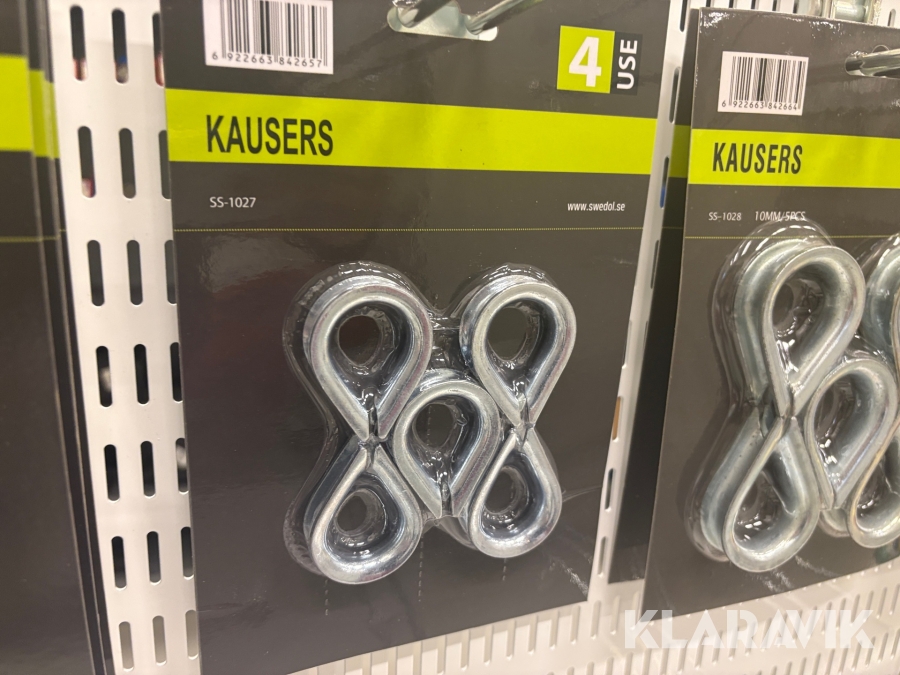 6 922663 842657
4 USE
KAUSERS
SS-1027
www.swedol.se
6 922663 842664
KAUSERS
SS-1028 10MM/5PCS
KLARAVIK